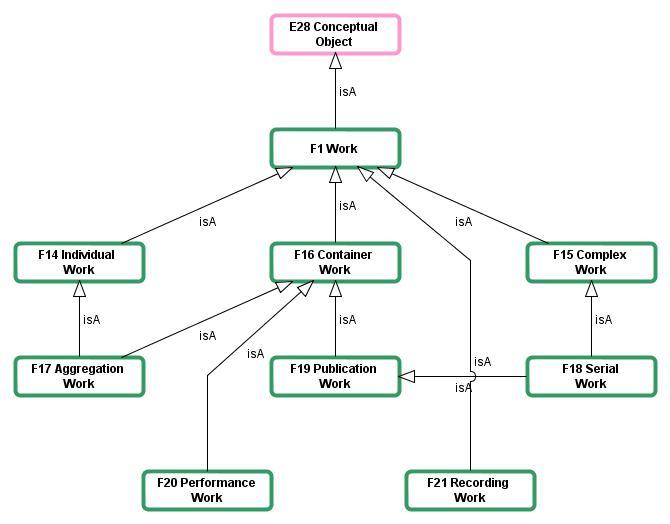 E28 Conceptual
Object
isA
F1 Work
isA
isA
isA
F14 Individual
Work
F16 Container
Work
F15 Complex
Work
isA
isA
isA
isA
isA
F17 Aggregation
Work
F19 Publication
Work
isA
isA
F18 Serial
Work
F20 Performance
Work
F21 Recording
Work